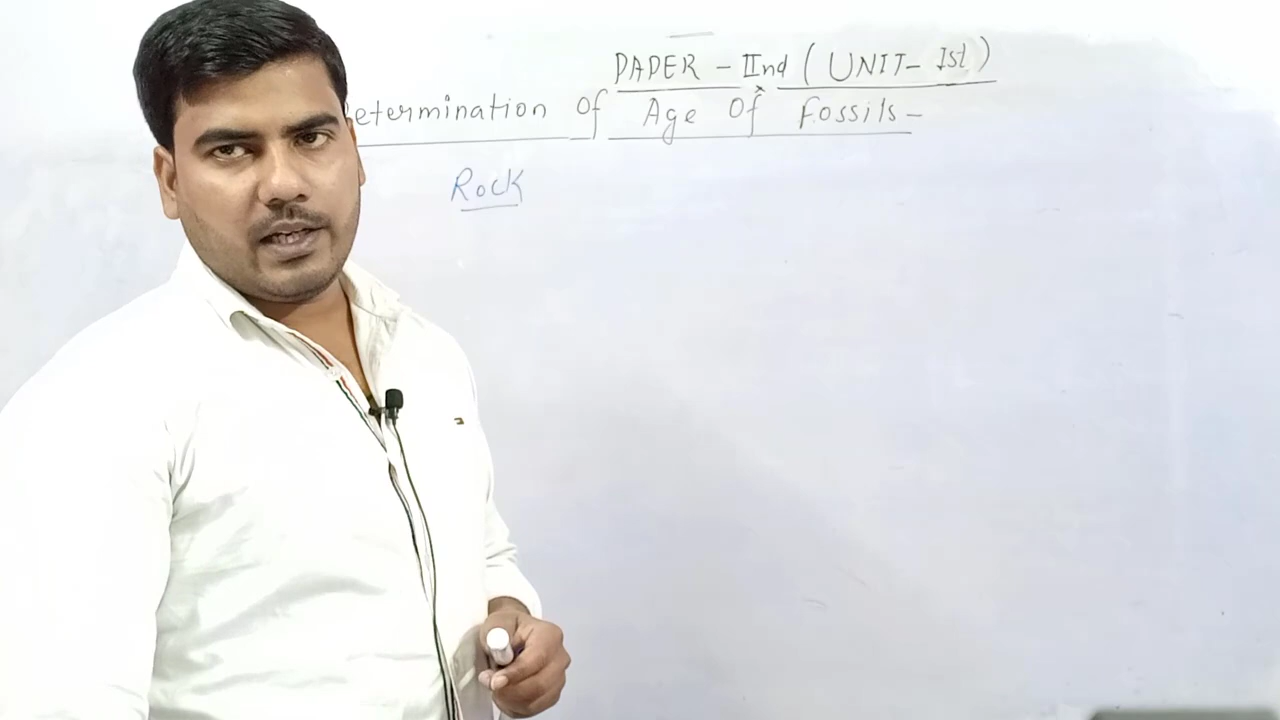 PAPER - IInd (UNIT- Ist)
etermination Of Age Of Fossils-
Rock